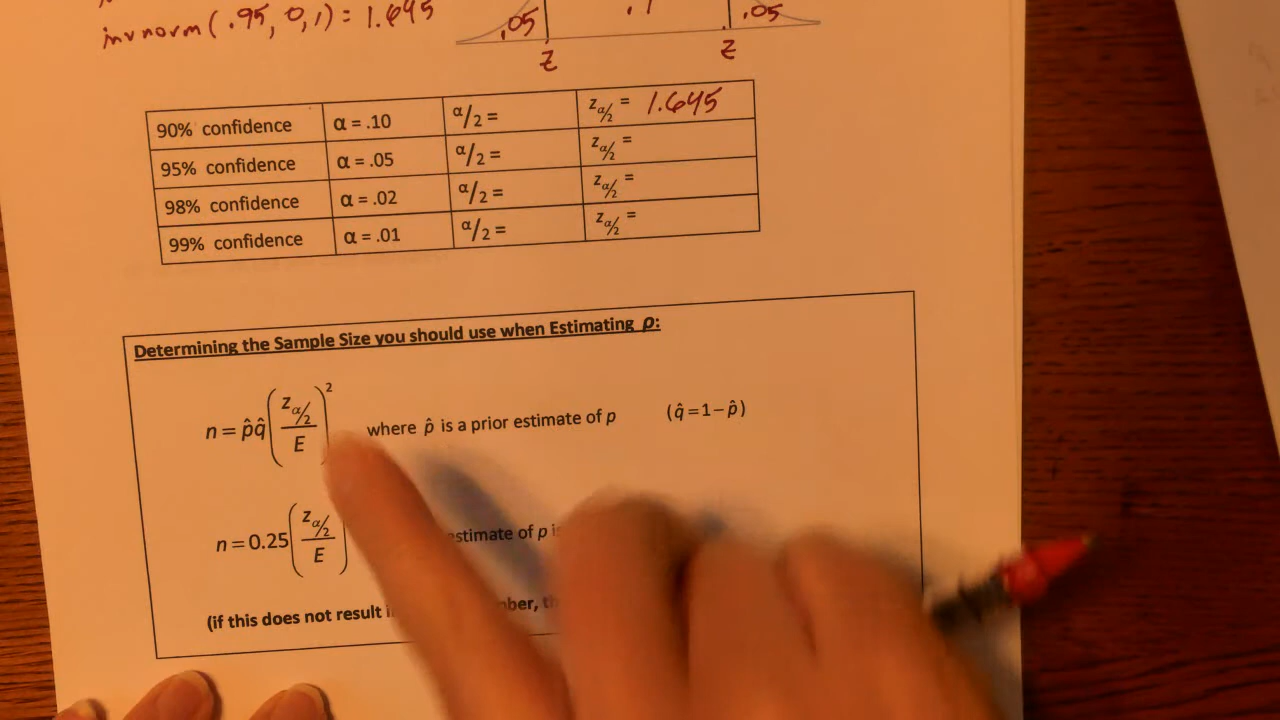 invnorm(.95, 0, 1) = 1.645
.05 .05
z z
90% confidence α = .10 α/2 = zα/2 = 1.645
95% confidence α = .05 α/2 = zα/2 =
98% confidence α = .02 α/2 = zα/2 =
99% confidence α = .01 α/2 = zα/2 =
Determining the Sample Size you should use when Estimating ρ:
n = p̂q̂(zα/2 / E)² where p̂ is a prior estimate of p (q̂ = 1 − p̂)
n = 0.25(zα/2 / E) estimate of p
(if this does not result